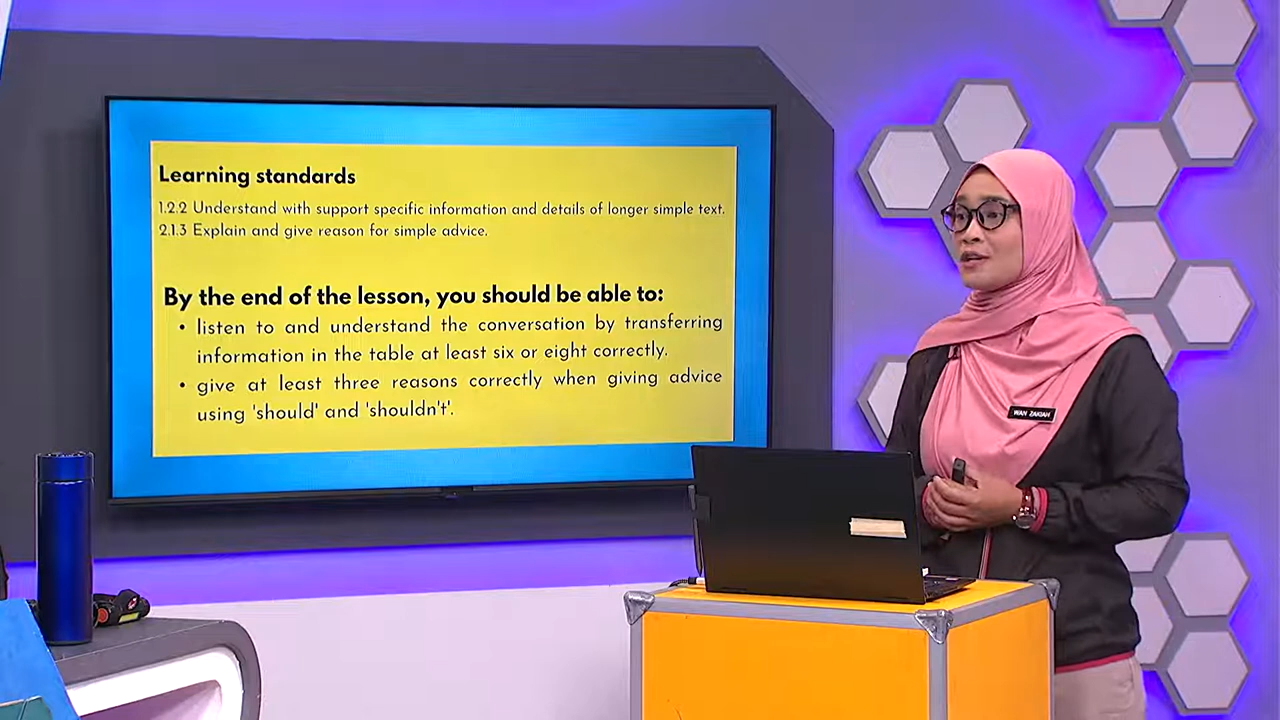 Learning standards
1.2.2 Understand with support specific information and details of longer simple text.
2.1.3 Explain and give reason for simple advice.
By the end of the lesson, you should be able to:
• listen to and understand the conversation by transferring
information in the table at least six or eight correctly.
• give at least three reasons correctly when giving advice
using 'should' and 'shouldn't'.
WAN ZAKIAH